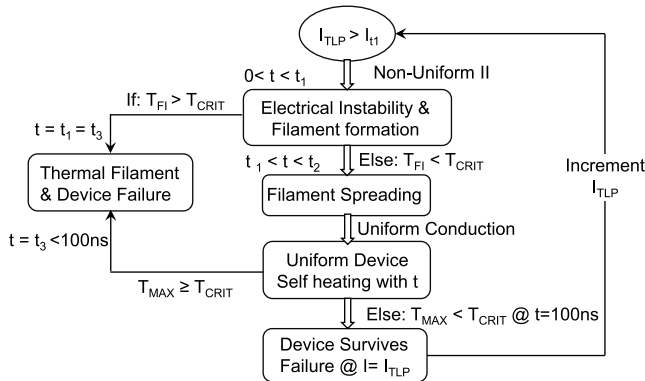 I_TLP > I_t1
Non-Uniform II
0< t < t_1
If: T_FI > T_CRIT
Electrical Instability &
Filament formation
t = t_1 = t_3
t_1 < t < t_2
Else: T_FI < T_CRIT
Thermal Filament
& Device Failure
Increment
I_TLP
Filament Spreading
t = t_3 <100ns
Uniform Conduction
Uniform Device
Self heating with t
T_MAX ≥ T_CRIT
Else: T_MAX < T_CRIT @ t=100ns
Device Survives
Failure @ I= I_TLP